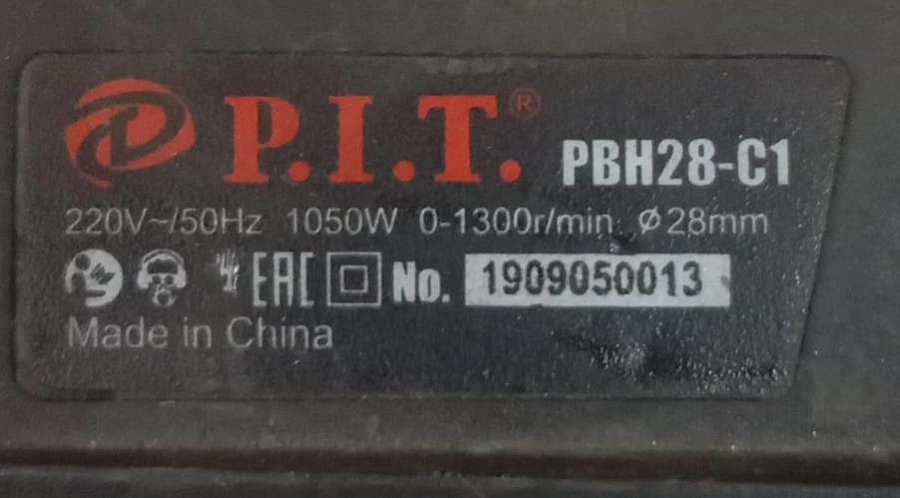 P.I.T.®
PBH28-C1
220V~/50Hz 1050W 0-1300r/min Ø28mm
EAC No. 1909050013
Made in China